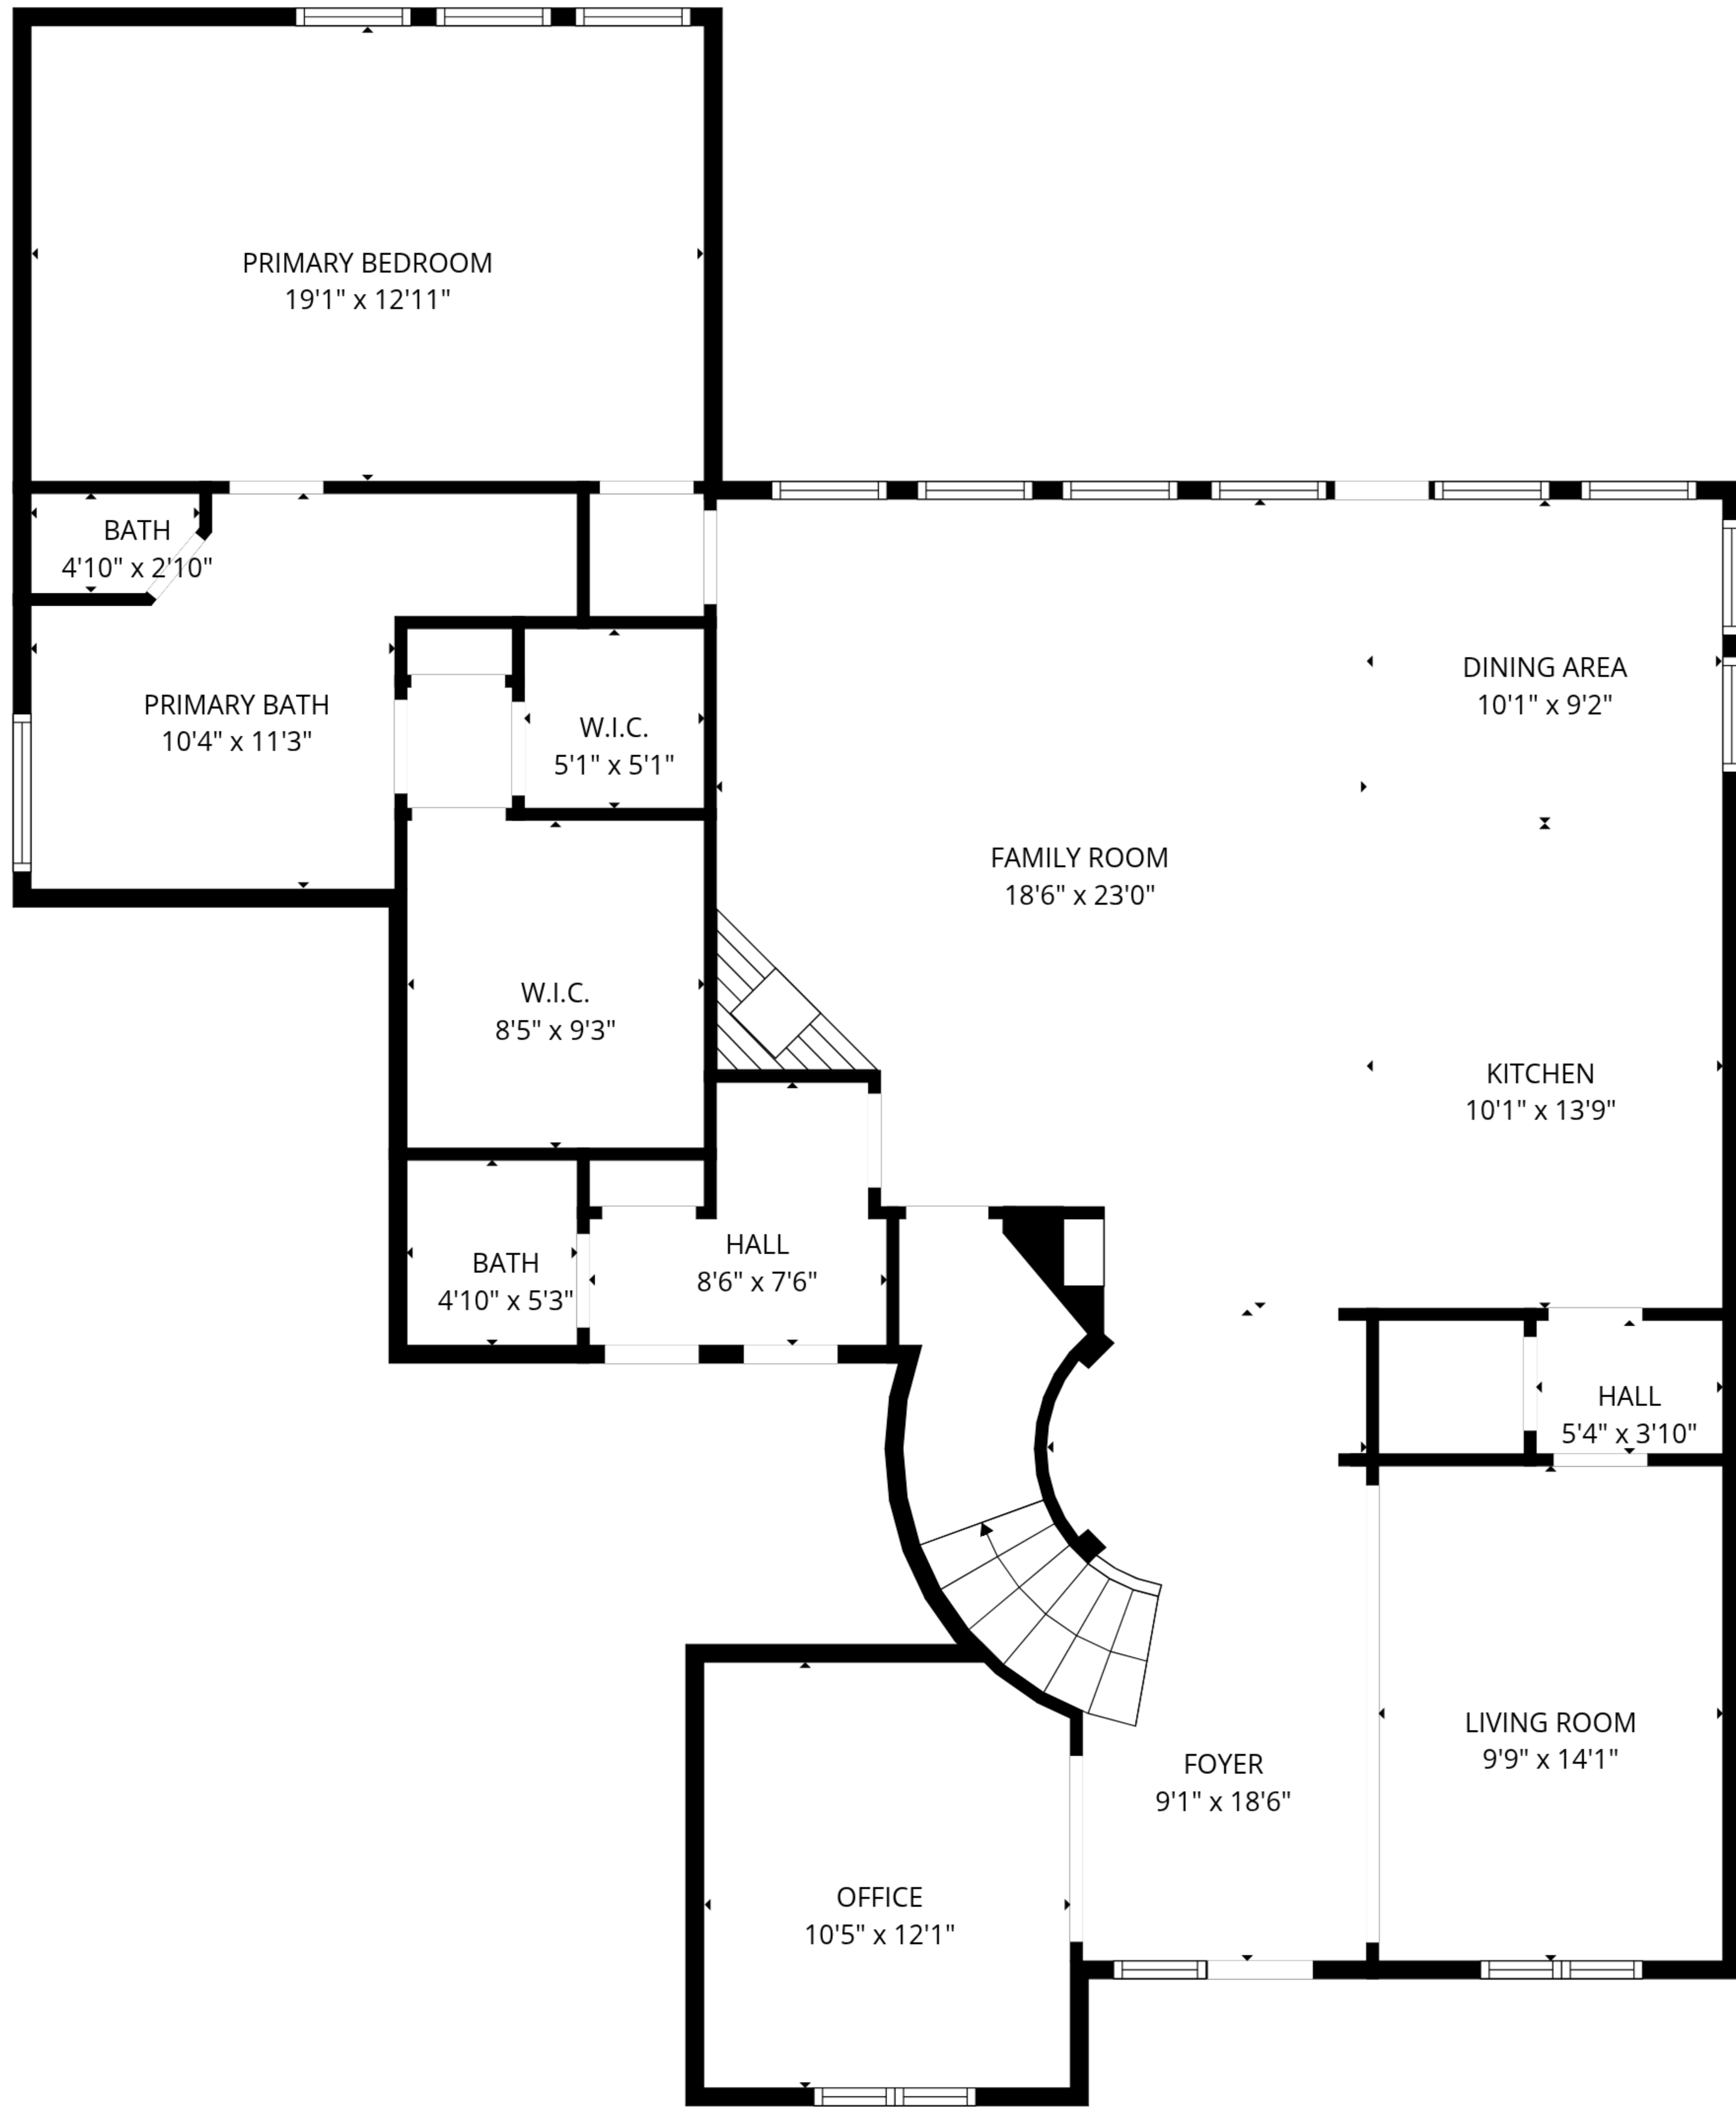 PRIMARY BEDROOM
19'1" x 12'11"
BATH
4'10" x 2'10"
PRIMARY BATH
10'4" x 11'3"
W.I.C.
5'1" x 5'1"
DINING AREA
10'1" x 9'2"
FAMILY ROOM
18'6" x 23'0"
W.I.C.
8'5" x 9'3"
KITCHEN
10'1" x 13'9"
HALL
8'6" x 7'6"
BATH
4'10" x 5'3"
HALL
5'4" x 3'10"
LIVING ROOM
9'9" x 14'1"
FOYER
9'1" x 18'6"
OFFICE
10'5" x 12'1"